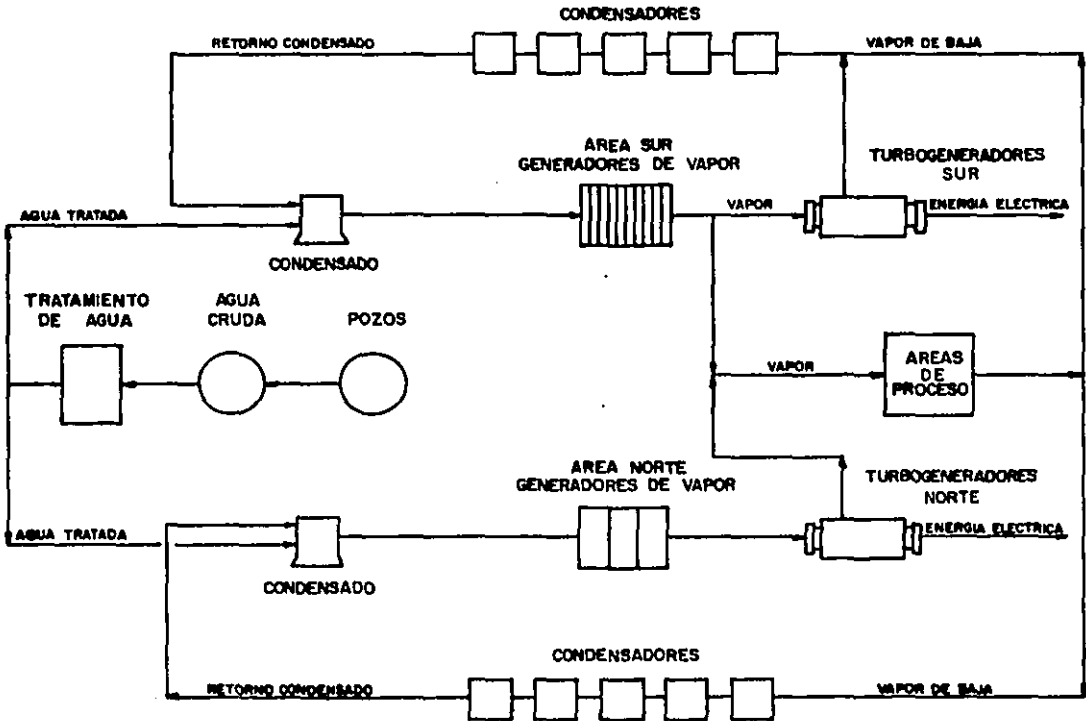 CONDENSADORES
RETORNO CONDENSADO
VAPOR DE BAJA
AREA SUR
GENERADORES DE VAPOR
TURBOGENERADORES
SUR
VAPOR
ENERGIA ELECTRICA
AGUA TRATADA
CONDENSADO
TRATAMIENTO
DE AGUA
AGUA
CRUDA
POZOS
VAPOR
AREAS
DE
PROCESO
AREA NORTE
GENERADORES DE VAPOR
TURBOGENERADORES
NORTE
AGUA TRATADA
ENERGIA ELECTRICA
CONDENSADO
CONDENSADORES
RETORNO CONDENSADO
VAPOR DE BAJA